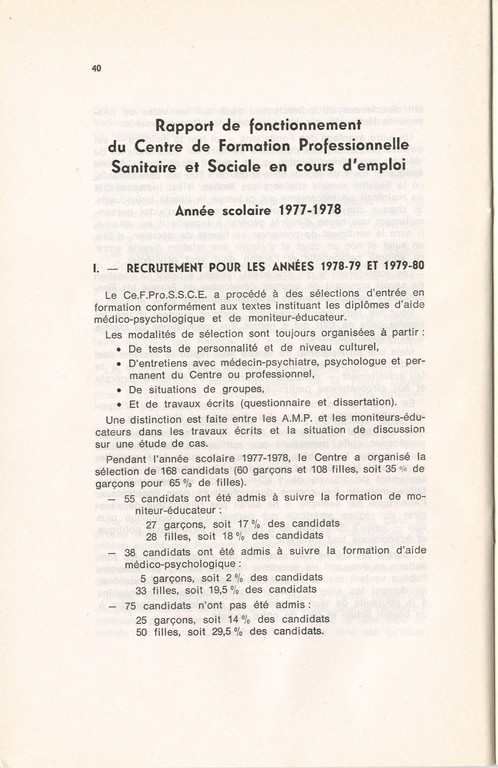 40
Rapport de fonctionnement
du Centre de Formation Professionnelle
Sanitaire et Sociale en cours d'emploi
Année scolaire 1977-1978
I. — RECRUTEMENT POUR LES ANNÉES 1978-79 ET 1979-80
Le Ce.F.Pro.S.S.C.E. a procédé à des sélections d'entrée en
formation conformément aux textes instituant les diplômes d'aide
médico-psychologique et de moniteur-éducateur.
Les modalités de sélection sont toujours organisées à partir :
• De tests de personnalité et de niveau culturel,
• D'entretiens avec médecin-psychiatre, psychologue et per-
manent du Centre ou professionnel,
• De situations de groupes,
• Et de travaux écrits (questionnaire et dissertation).
Une distinction est faite entre les A.M.P. et les moniteurs-édu-
cateurs dans les travaux écrits et la situation de discussion
sur une étude de cas.
Pendant l'année scolaire 1977-1978, le Centre a organisé la
sélection de 168 candidats (60 garçons et 108 filles, soit 35 % de
garçons pour 65 % de filles).
— 55 candidats ont été admis à suivre la formation de mo-
niteur-éducateur :
27 garçons, soit 17 % des candidats
28 filles, soit 18 % des candidats
— 38 candidats ont été admis à suivre la formation d'aide
médico-psychologique :
5 garçons, soit 2 % des candidats
33 filles, soit 19,5 % des candidats
— 75 candidats n'ont pas été admis :
25 garçons, soit 14 % des candidats
50 filles, soit 29,5 % des candidats.